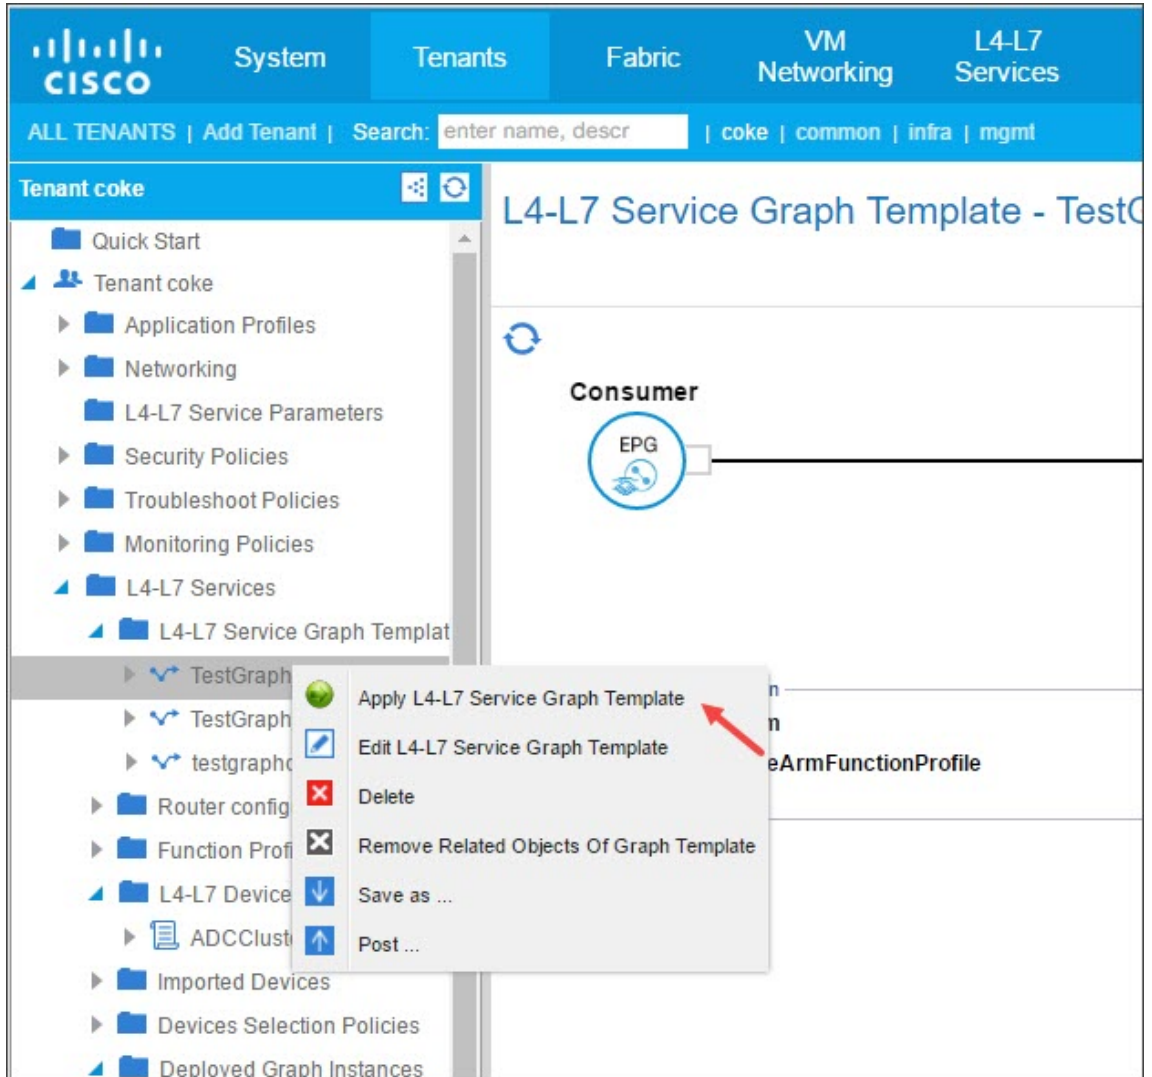 CISCO
System
Tenants
Fabric
VM
Networking
L4-L7
Services
ALL TENANTS | Add Tenant | Search: enter name, descr | coke | common | infra | mgmt
Tenant coke
Quick Start
Tenant coke
Application Profiles
Networking
L4-L7 Service Parameters
Security Policies
Troubleshoot Policies
Monitoring Policies
L4-L7 Services
L4-L7 Service Graph Templat
TestGraph
TestGraph
testgraph
Router config
Function Profi
L4-L7 Device
ADCClust
Imported Devices
Devices Selection Policies
Deployed Graph Instances
L4-L7 Service Graph Template - Test
Consumer
EPG
Apply L4-L7 Service Graph Template
Edit L4-L7 Service Graph Template
Delete
Remove Related Objects Of Graph Template
Save as ...
Post ...
m
eArmFunctionProfile